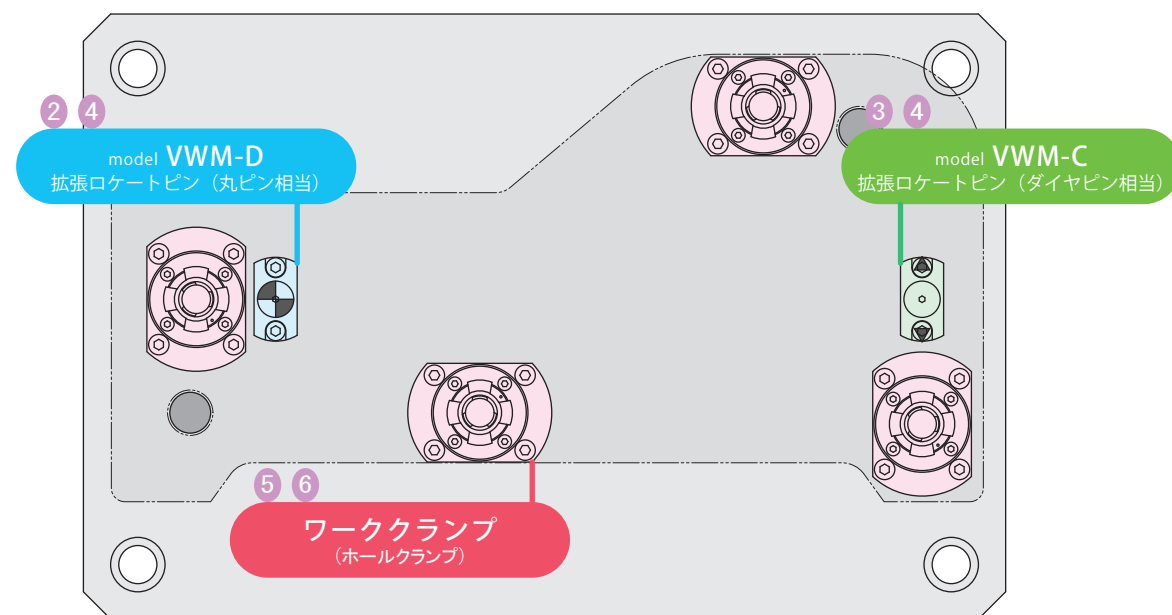 2 4
model VWM-D
拡張ロケートピン（丸ピン相当）
3 4
model VWM-C
拡張ロケートピン（ダイヤピン相当）
5 6
ワーククランプ
（ホールクランプ）